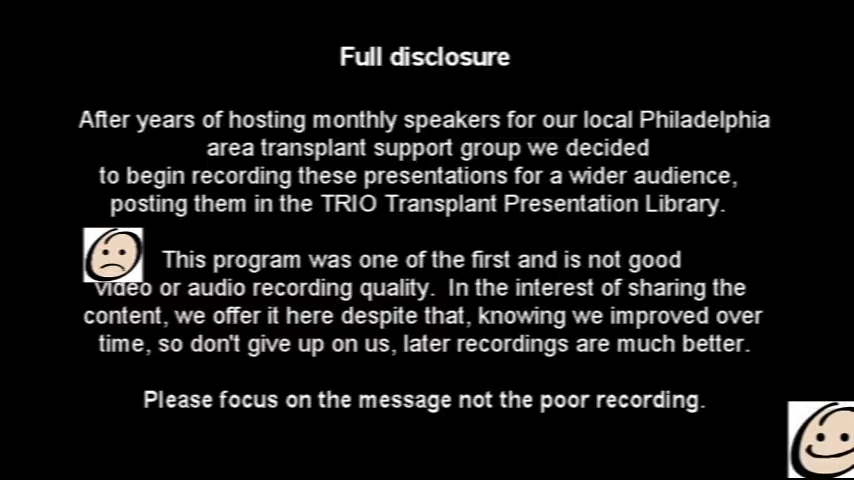 Full disclosure
After years of hosting monthly speakers for our local Philadelphia
area transplant support group we decided
to begin recording these presentations for a wider audience,
posting them in the TRIO Transplant Presentation Library.
This program was one of the first and is not good
video or audio recording quality. In the interest of sharing the
content, we offer it here despite that, knowing we improved over
time, so don't give up on us, later recordings are much better.
Please focus on the message not the poor recording.